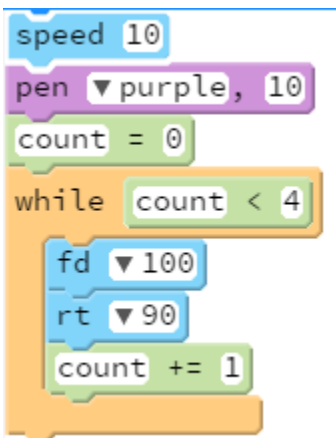 speed 10
pen ▼ purple, 10
count = 0
while count < 4
fd ▼ 100
rt ▼ 90
count += 1